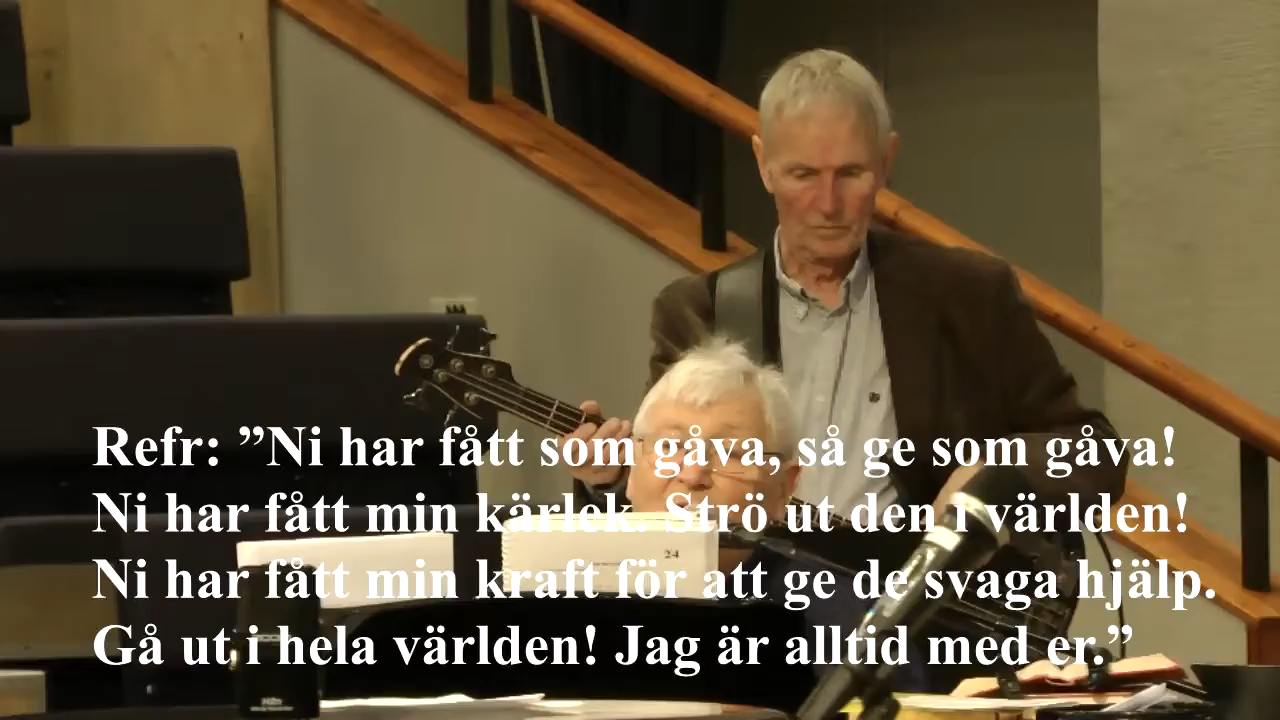 Refr: ”Ni har fått som gåva, så ge som gåva!
Ni har fått min kärlek. Strö ut den i världen!
Ni har fått min kraft för att ge de svaga hjälp.
Gå ut i hela världen! Jag är alltid med er.”
24